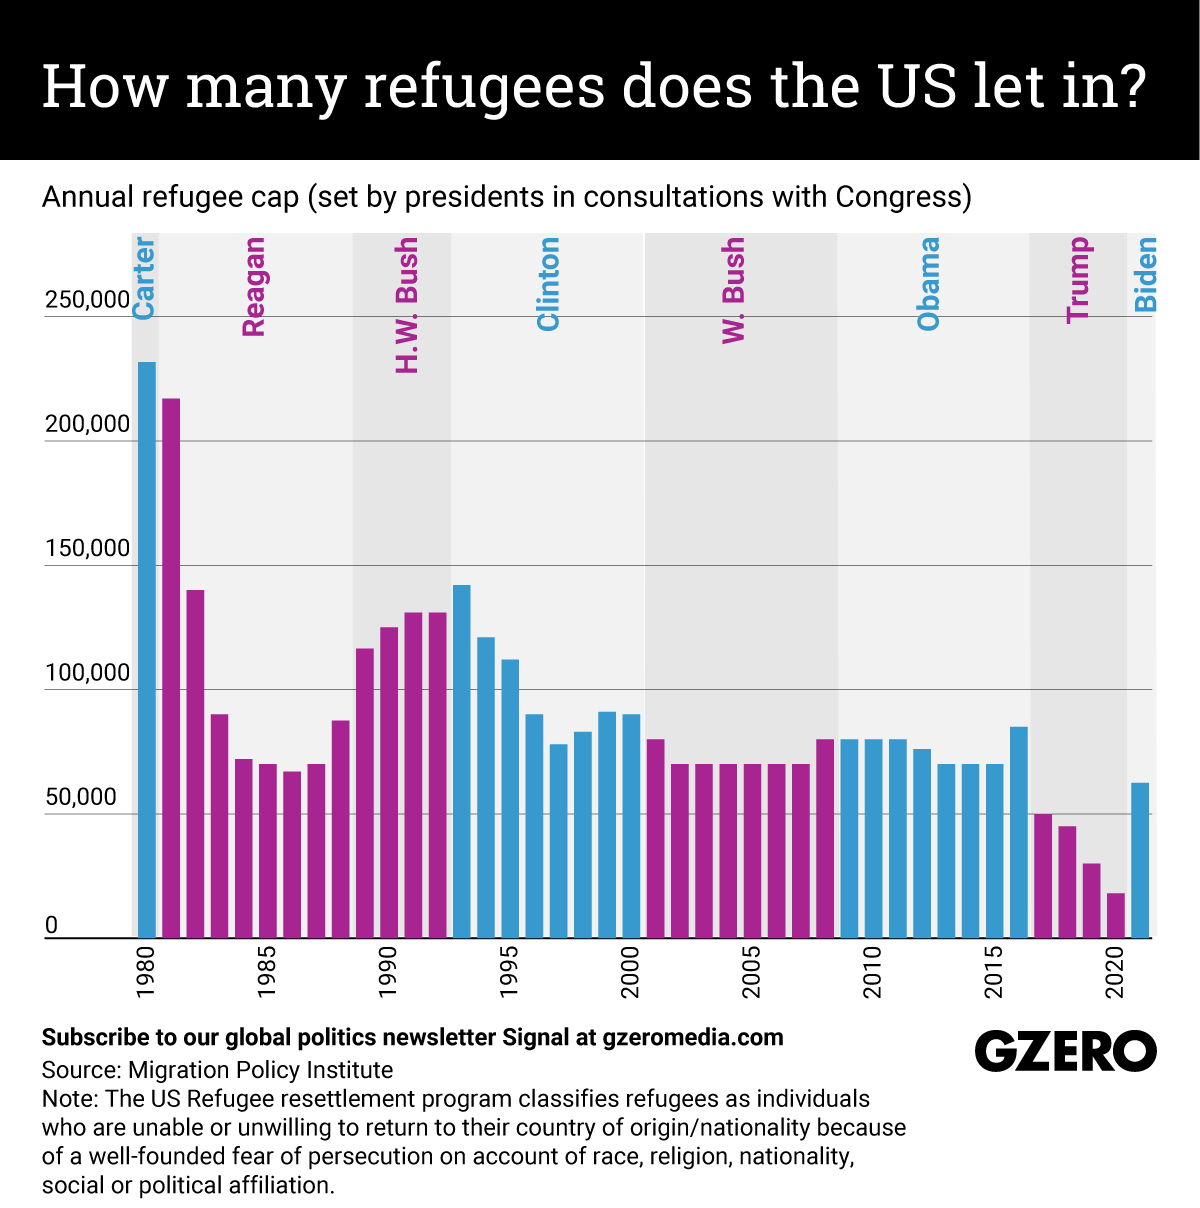 How many refugees does the US let in?
Annual refugee cap (set by presidents in consultations with Congress)
Carter
Reagan
H.W. Bush
Clinton
W. Bush
Obama
Trump
Biden
250,000
200,000
150,000
100,000
50,000
0
1980
1985
1990
1995
2000
2005
2010
2015
2020
Subscribe to our global politics newsletter Signal at gzeromedia.com
GZERO
Source: Migration Policy Institute
Note: The US Refugee resettlement program classifies refugees as individuals
who are unable or unwilling to return to their country of origin/nationality because
of a well-founded fear of persecution on account of race, religion, nationality,
social or political affiliation.